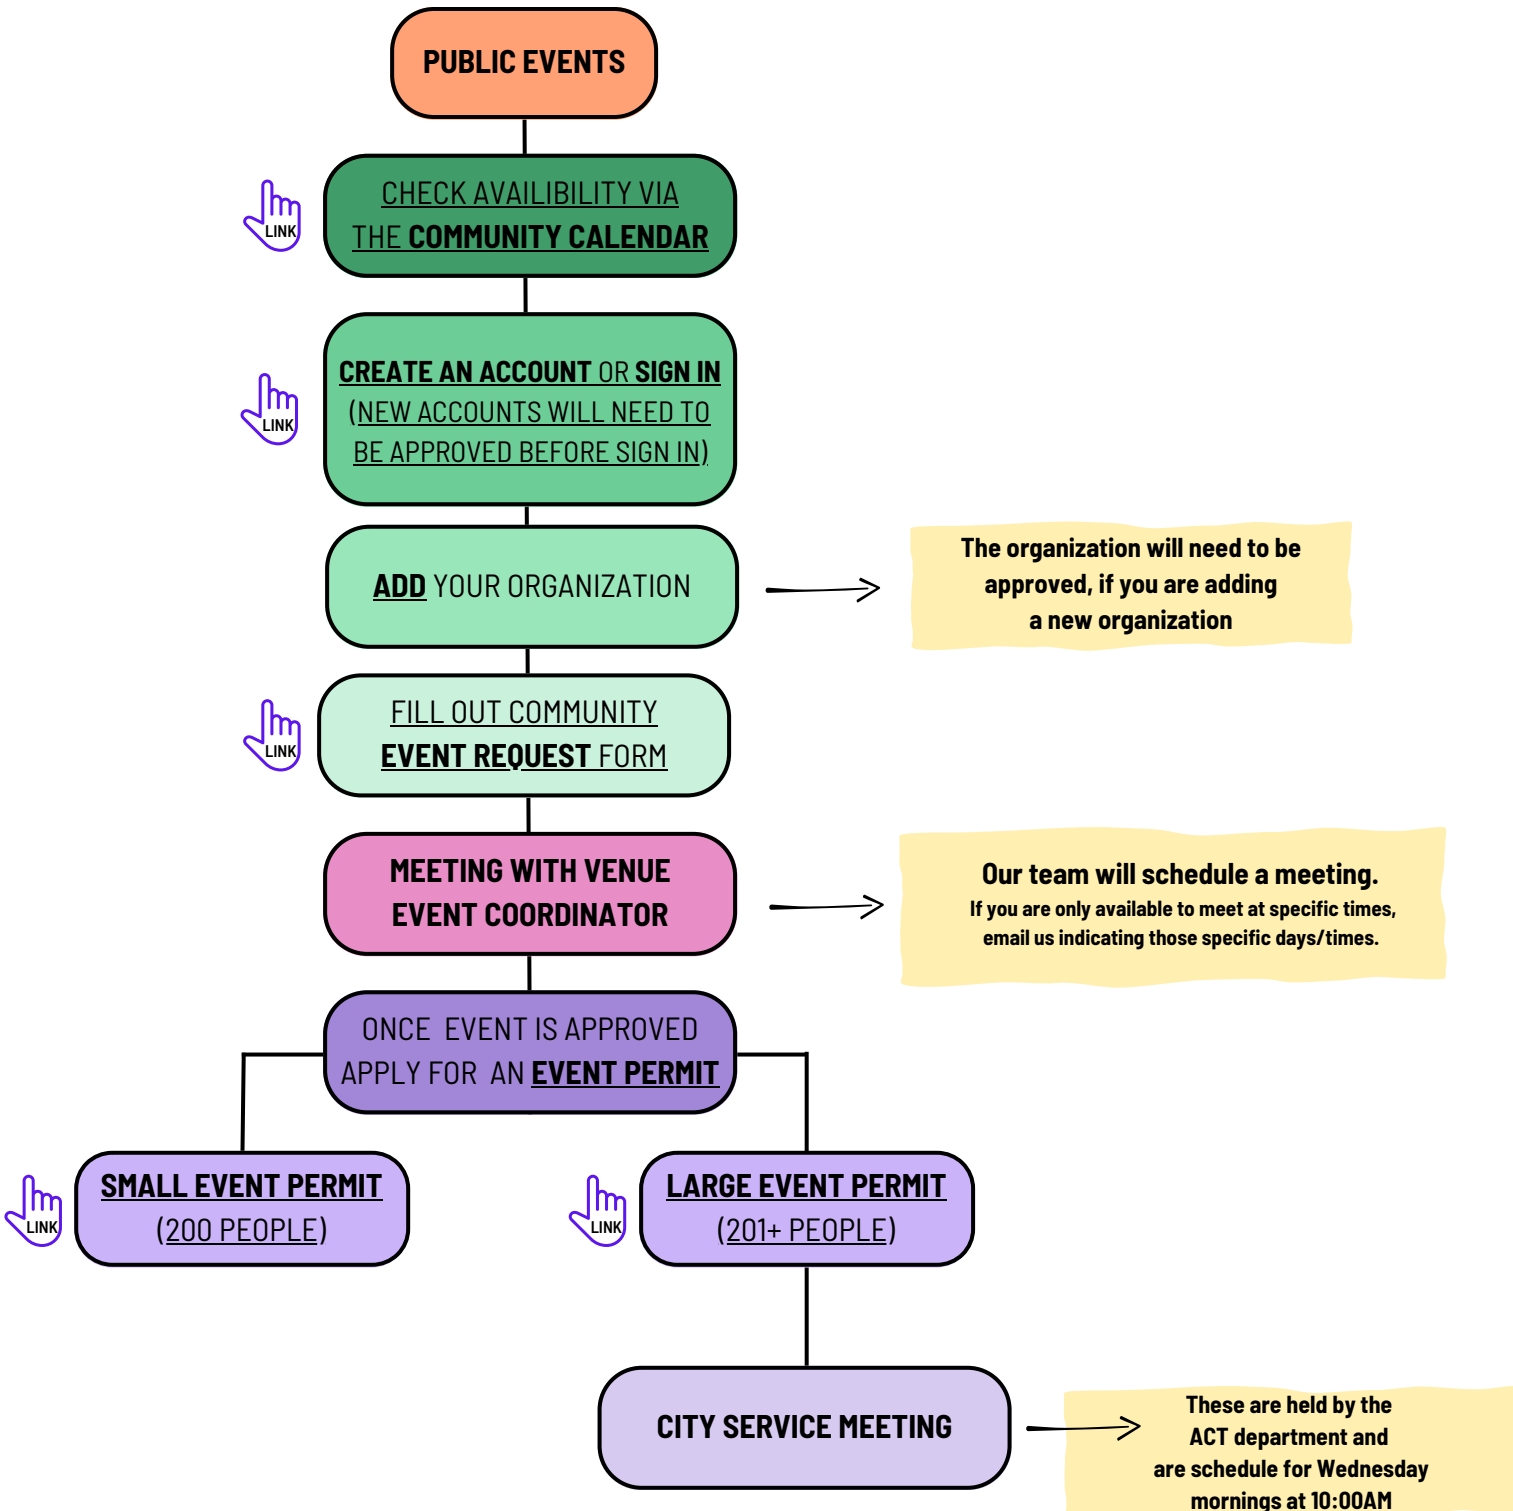 PUBLIC EVENTS
CHECK AVAILIBILITY VIA
THE COMMUNITY CALENDAR
LINK
CREATE AN ACCOUNT OR SIGN IN
(NEW ACCOUNTS WILL NEED TO
BE APPROVED BEFORE SIGN IN)
LINK
ADD YOUR ORGANIZATION
The organization will need to be
approved, if you are adding
a new organization
FILL OUT COMMUNITY
EVENT REQUEST FORM
LINK
MEETING WITH VENUE
EVENT COORDINATOR
Our team will schedule a meeting.
If you are only available to meet at specific times,
email us indicating those specific days/times.
ONCE EVENT IS APPROVED
APPLY FOR AN EVENT PERMIT
SMALL EVENT PERMIT
(200 PEOPLE)
LINK
LARGE EVENT PERMIT
(201+ PEOPLE)
LINK
CITY SERVICE MEETING
These are held by the
ACT department and
are schedule for Wednesday
mornings at 10:00AM